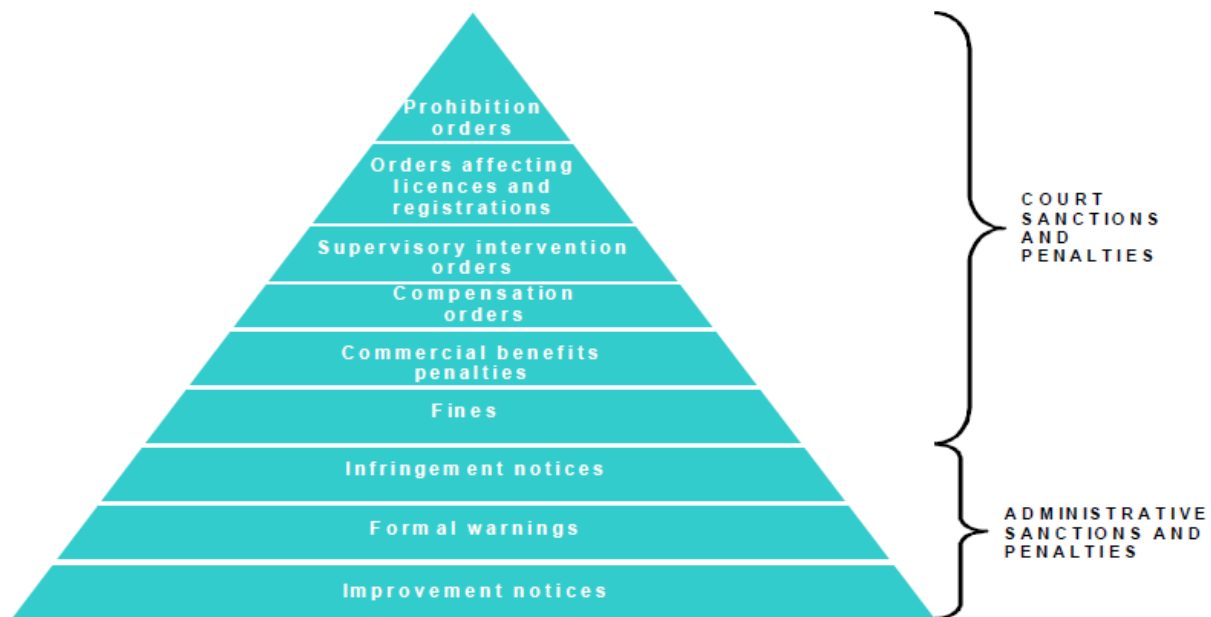 Prohibition
orders
Orders affecting
licences and
registrations
Supervisory intervention
orders
Compensation
orders
Commercial benefits
penalties
Fines
Infringement notices
Formal warnings
Improvement notices
COURT
SANCTIONS
AND
PENALTIES
ADMINISTRATIVE
SANCTIONS AND
PENALTIES